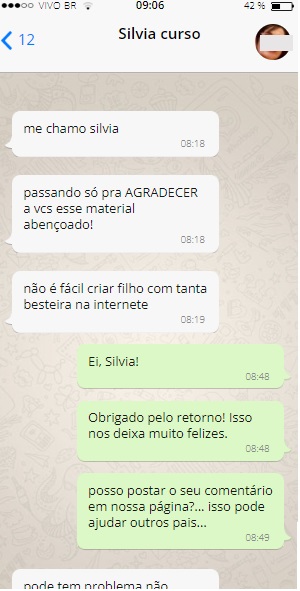 VIVO BR 09:06 42 %
12 Silvia curso
me chamo silvia
08:18
passando só pra AGRADECER
a vcs esse material
abençoado!
08:18
não é fácil criar filho com tanta
besteira na internete
08:19
Ei, Silvia!
08:48
Obrigado pelo retorno! Isso
nos deixa muito felizes.
08:48
posso postar o seu comentário
em nossa página?... isso pode
ajudar outros pais...
08:49
pode tem problema não